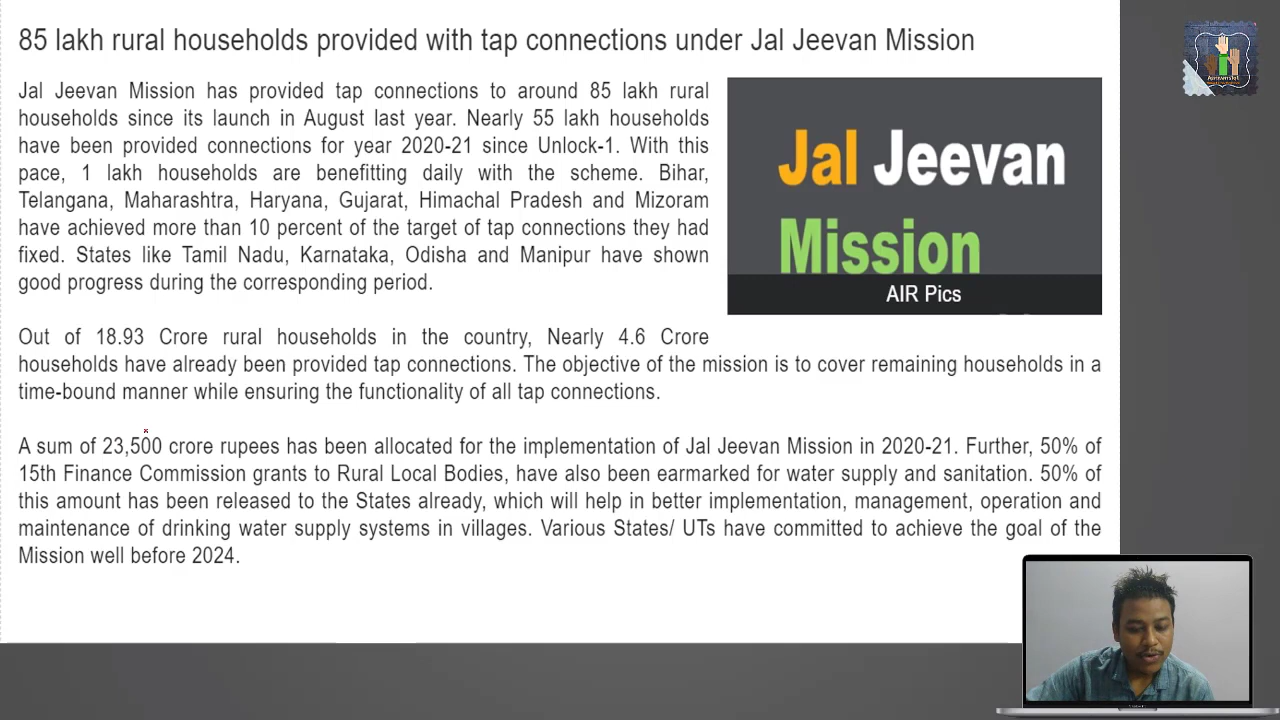 85 lakh rural households provided with tap connections under Jal Jeevan Mission
Jal Jeevan Mission has provided tap connections to around 85 lakh rural
households since its launch in August last year. Nearly 55 lakh households
have been provided connections for year 2020-21 since Unlock-1. With this
pace, 1 lakh households are benefitting daily with the scheme. Bihar,
Telangana, Maharashtra, Haryana, Gujarat, Himachal Pradesh and Mizoram
have achieved more than 10 percent of the target of tap connections they had
fixed. States like Tamil Nadu, Karnataka, Odisha and Manipur have shown
good progress during the corresponding period.
Jal Jeevan
Mission
AIR Pics
Out of 18.93 Crore rural households in the country, Nearly 4.6 Crore
households have already been provided tap connections. The objective of the mission is to cover remaining households in a
time-bound manner while ensuring the functionality of all tap connections.
A sum of 23,500 crore rupees has been allocated for the implementation of Jal Jeevan Mission in 2020-21. Further, 50% of
15th Finance Commission grants to Rural Local Bodies, have also been earmarked for water supply and sanitation. 50% of
this amount has been released to the States already, which will help in better implementation, management, operation and
maintenance of drinking water supply systems in villages. Various States/ UTs have committed to achieve the goal of the
Mission well before 2024.